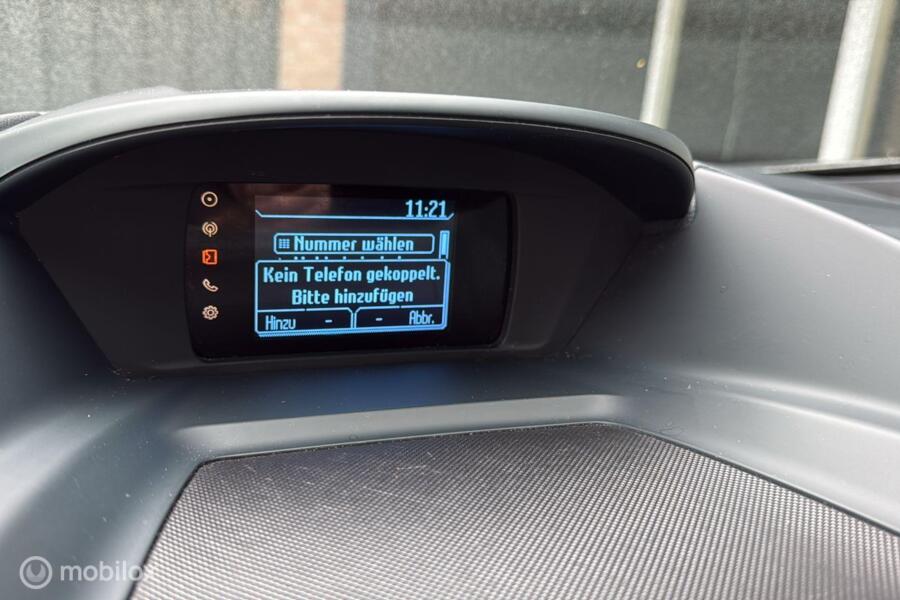 11:21
Nummer wählen
Kein Telefon gekoppelt.
Bitte hinzufügen
Hinzu - - Abbr.
mobilox